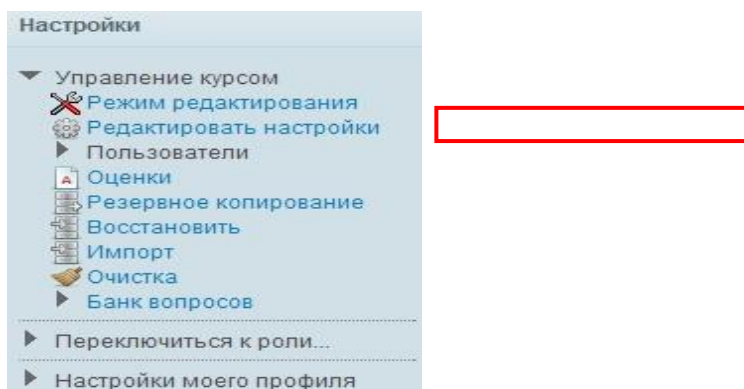 Настройки
Управление курсом
Режим редактирования
Редактировать настройки
Пользователи
Оценки
Резервное копирование
Восстановить
Импорт
Очистка
Банк вопросов
Переключиться к роли...
Настройки моего профиля